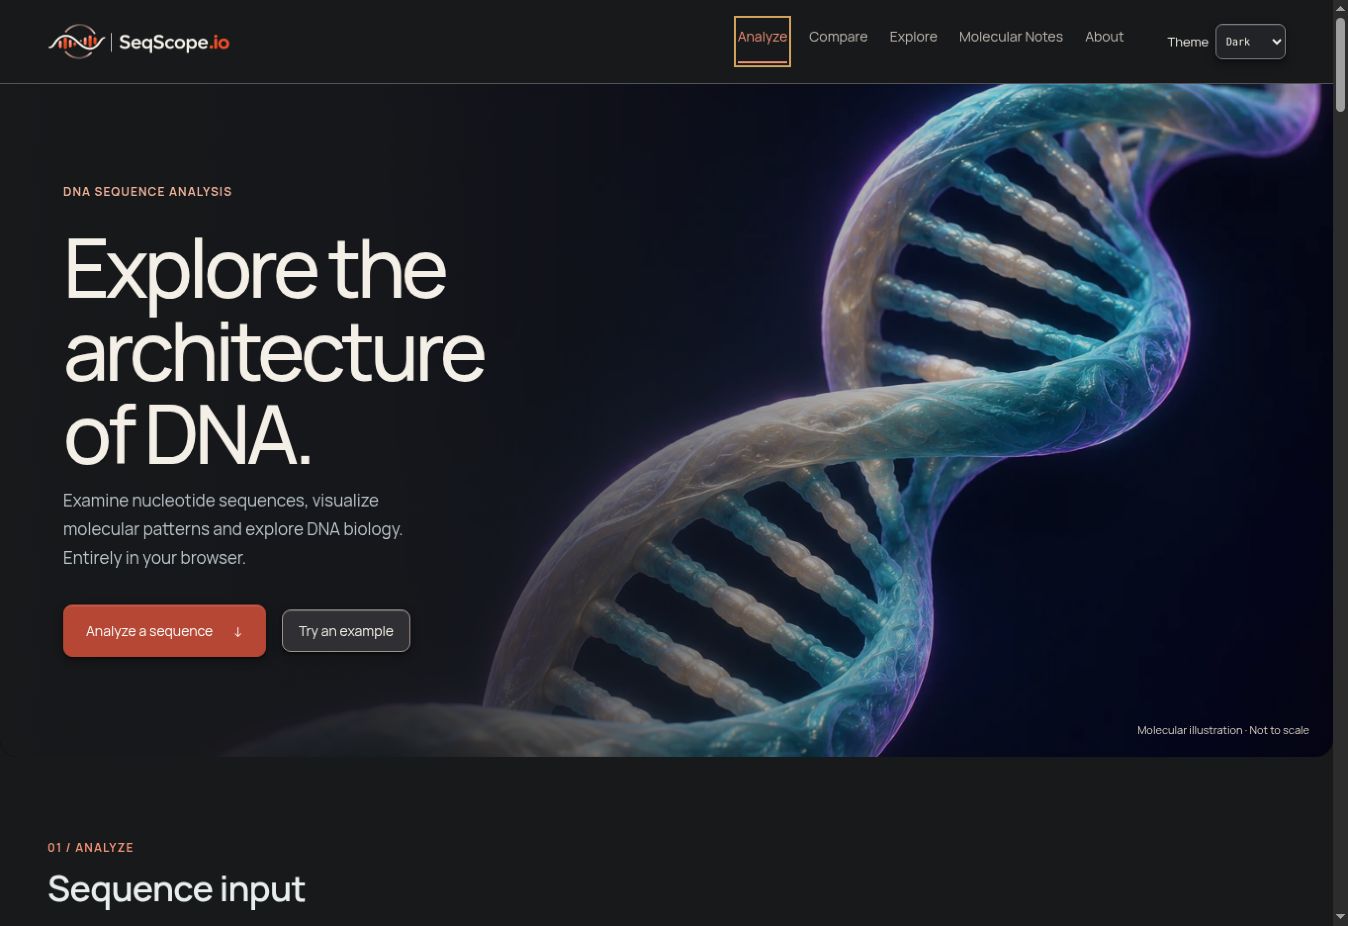 SeqScope.io
Analyze
Compare
Explore
Molecular Notes
About
Theme
Dark
DNA SEQUENCE ANALYSIS
Explore the
architecture
of DNA.
Examine nucleotide sequences, visualize
molecular patterns and explore DNA biology.
Entirely in your browser.
Analyze a sequence ↓
Try an example
Molecular illustration · Not to scale
01 / ANALYZE
Sequence input